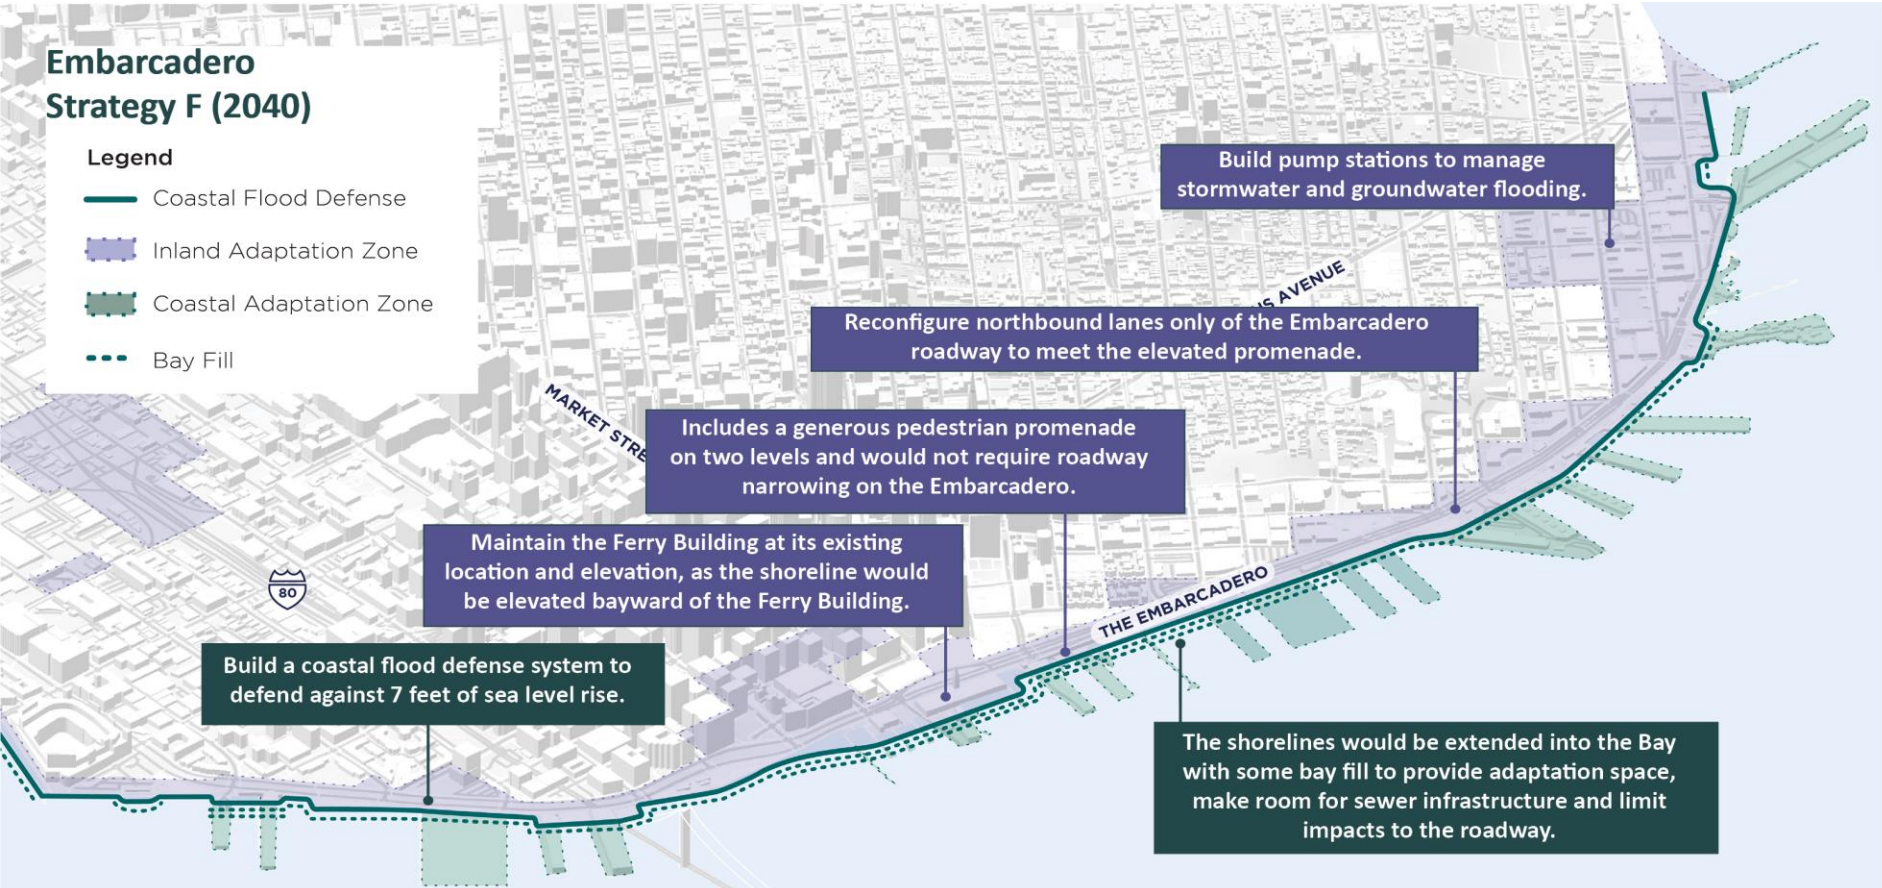 Embarcadero
Strategy F (2040)
Legend
Coastal Flood Defense
Inland Adaptation Zone
Coastal Adaptation Zone
Bay Fill
Build pump stations to manage
stormwater and groundwater flooding.
AVENUE
Reconfigure northbound lanes only of the Embarcadero
roadway to meet the elevated promenade.
MARKET STRE
Includes a generous pedestrian promenade
on two levels and would not require roadway
narrowing on the Embarcadero.
Maintain the Ferry Building at its existing
location and elevation, as the shoreline would
be elevated bayward of the Ferry Building.
80
THE EMBARCADERO
Build a coastal flood defense system to
defend against 7 feet of sea level rise.
The shorelines would be extended into the Bay
with some bay fill to provide adaptation space,
make room for sewer infrastructure and limit
impacts to the roadway.